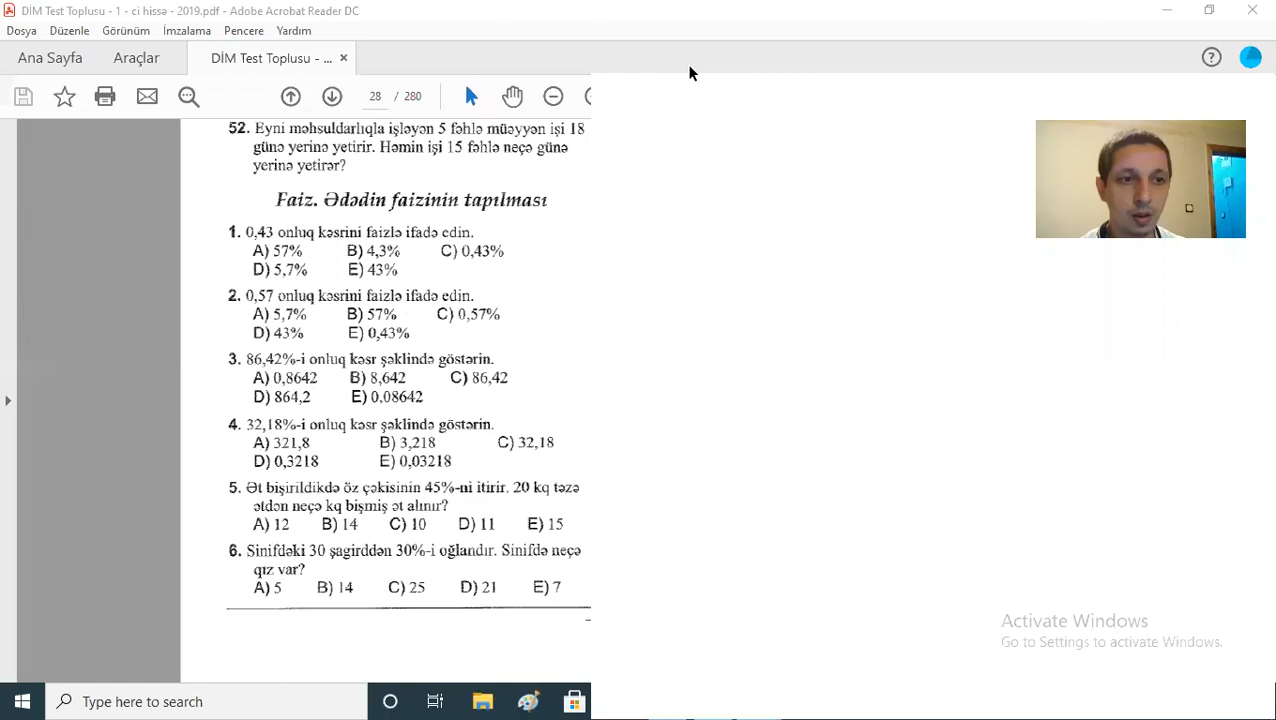 DİM Test Toplusu - 1 - ci hissə - 2019.pdf - Adobe Acrobat Reader DC
Dosya Düzenle Görünüm İmzalama Pencere Yardım
Ana Sayfa Araçlar DİM Test Toplusu - ... ×
28 / 280
52. Eyni məhsuldarlıqla işləyən 5 fəhlə müəyyən işi 18
günə yerinə yetirir. Həmin işi 15 fəhlə neçə günə
yerinə yetirər?
Faiz. Ədədin faizinin tapılması
1. 0,43 onluq kəsrini faizlə ifadə edin.
A) 57% B) 4,3% C) 0,43%
D) 5,7% E) 43%
2. 0,57 onluq kəsrini faizlə ifadə edin.
A) 5,7% B) 57% C) 0,57%
D) 43% E) 0,43%
3. 86,42%-i onluq kəsr şəklində göstərin.
A) 0,8642 B) 8,642 C) 86,42
D) 864,2 E) 0,08642
4. 32,18%-i onluq kəsr şəklində göstərin.
A) 321,8 B) 3,218 C) 32,18
D) 0,3218 E) 0,03218
5. Ət bişirildikdə öz çəkisinin 45%-ni itirir. 20 kq təzə
ətdən neçə kq bişmiş ət alınır?
A) 12 B) 14 C) 10 D) 11 E) 15
6. Sinifdəki 30 şagirddən 30%-i oğlandır. Sinifdə neçə
qız var?
A) 5 B) 14 C) 25 D) 21 E) 7
Activate Windows
Go to Settings to activate Windows.
Type here to search